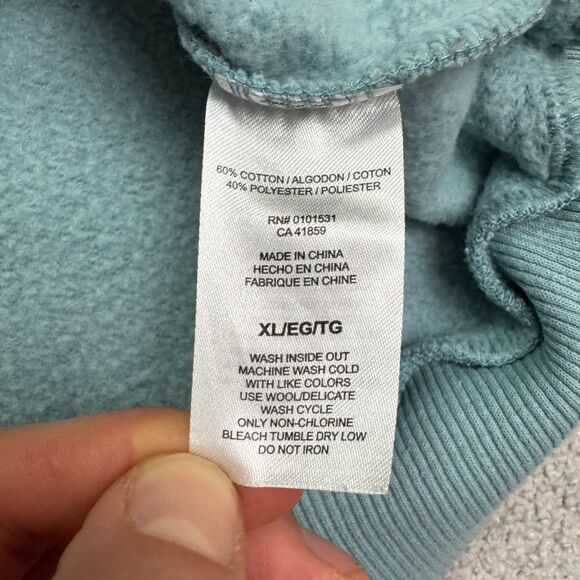 60% COTTON / ALGODON / COTON
40% POLYESTER / POLIESTER
RN# 0101531
CA 41859
MADE IN CHINA
HECHO EN CHINA
FABRIQUE EN CHINE
XL/EG/TG
WASH INSIDE OUT
MACHINE WASH COLD
WITH LIKE COLORS
USE WOOL/DELICATE
WASH CYCLE
ONLY NON-CHLORINE
BLEACH TUMBLE DRY LOW
DO NOT IRON